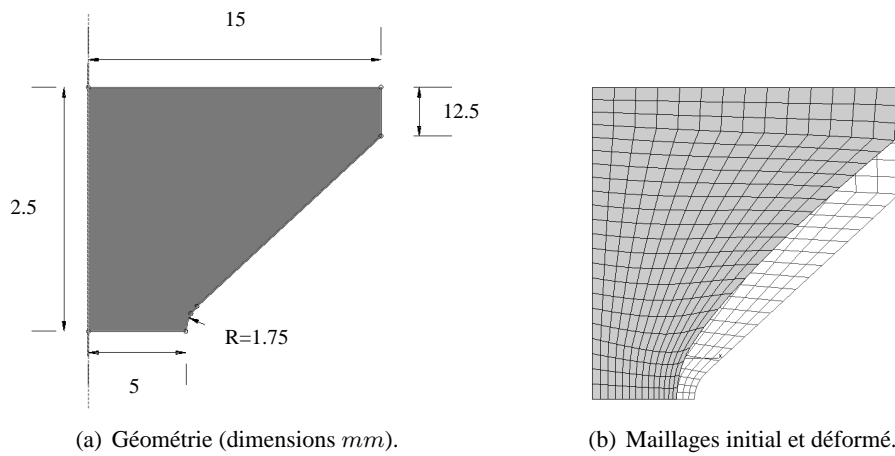 15
12.5
2.5
R=1.75
5
(a) Géométrie (dimensions mm).
(b) Maillages initial et déformé.